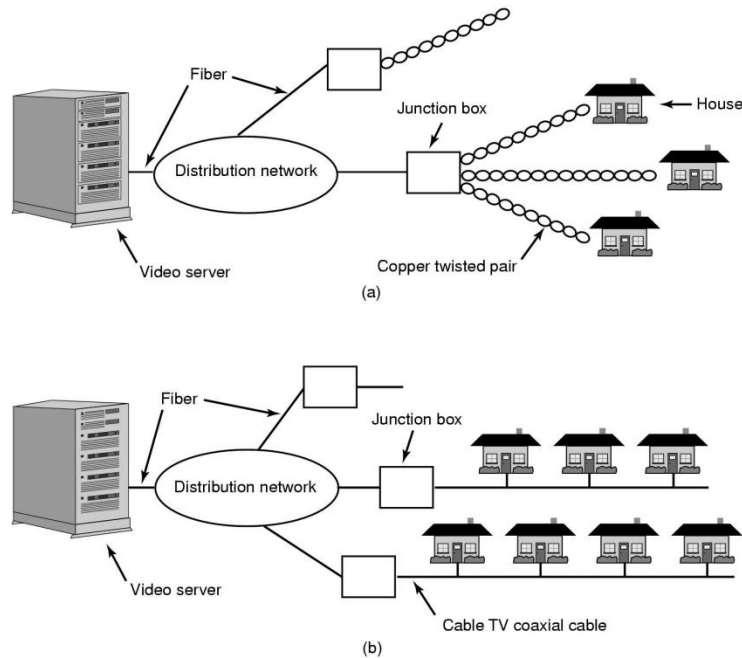 Fiber
Junction box
House
Distribution network
Copper twisted pair
Video server
(a)
Fiber
Junction box
Distribution network
Video server
Cable TV coaxial cable
(b)